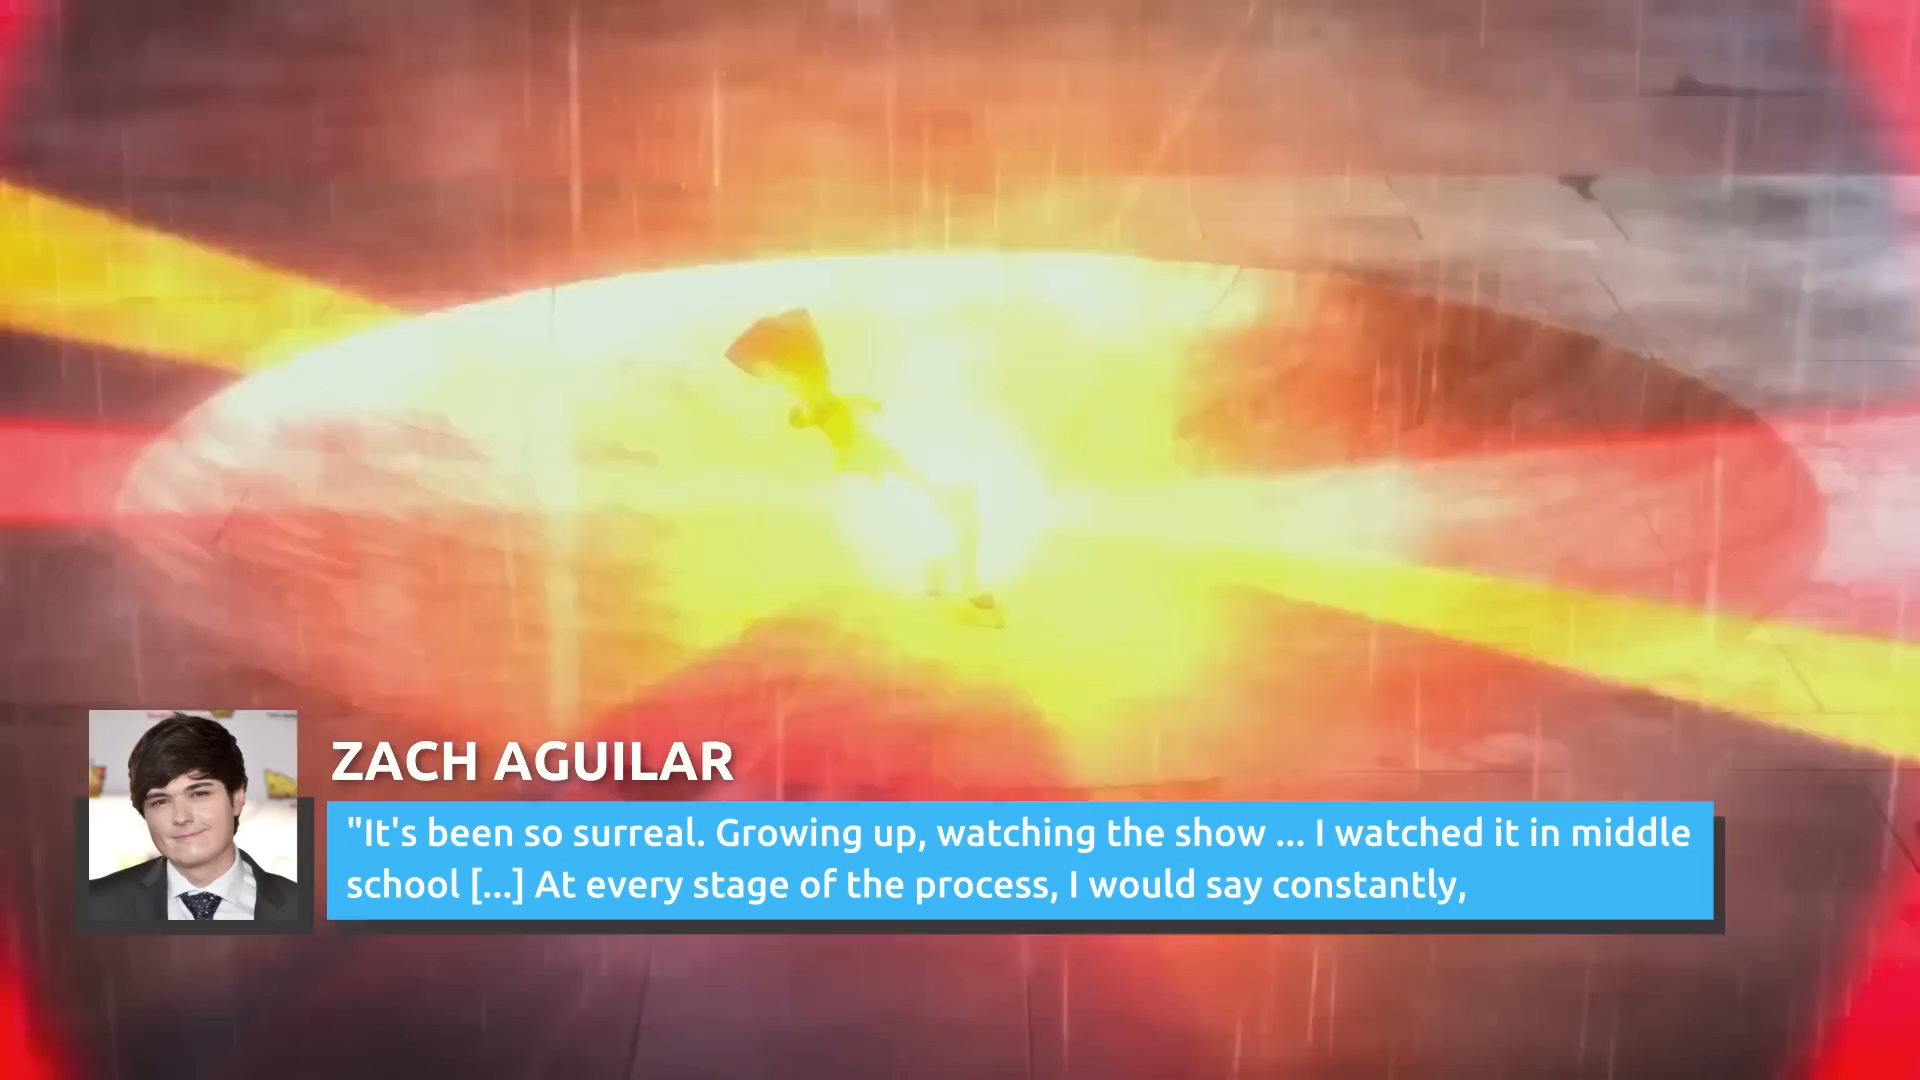 ZACH AGUILAR
"It's been so surreal. Growing up, watching the show ... I watched it in middle
school [...] At every stage of the process, I would say constantly,